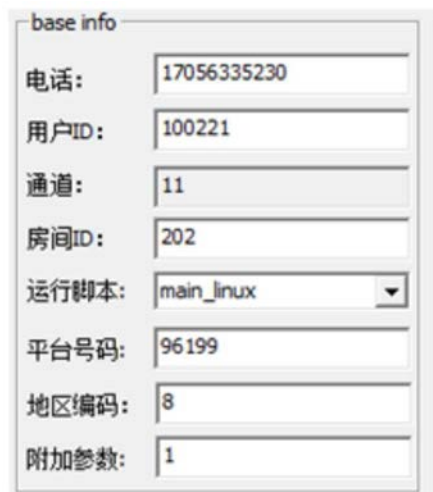 base info
电话： 17056335230
用户ID： 100221
通道： 11
房间ID： 202
运行脚本: main_linux
平台号码: 96199
地区编码： 8
附加参数: 1